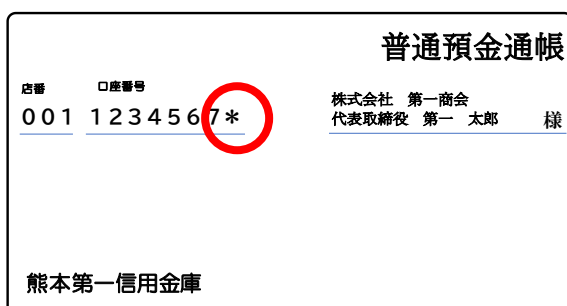 普通預金通帳
店番 口座番号
001 1234567*
株式会社 第一商会
代表取締役 第一 太郎 様
熊本第一信用金庫